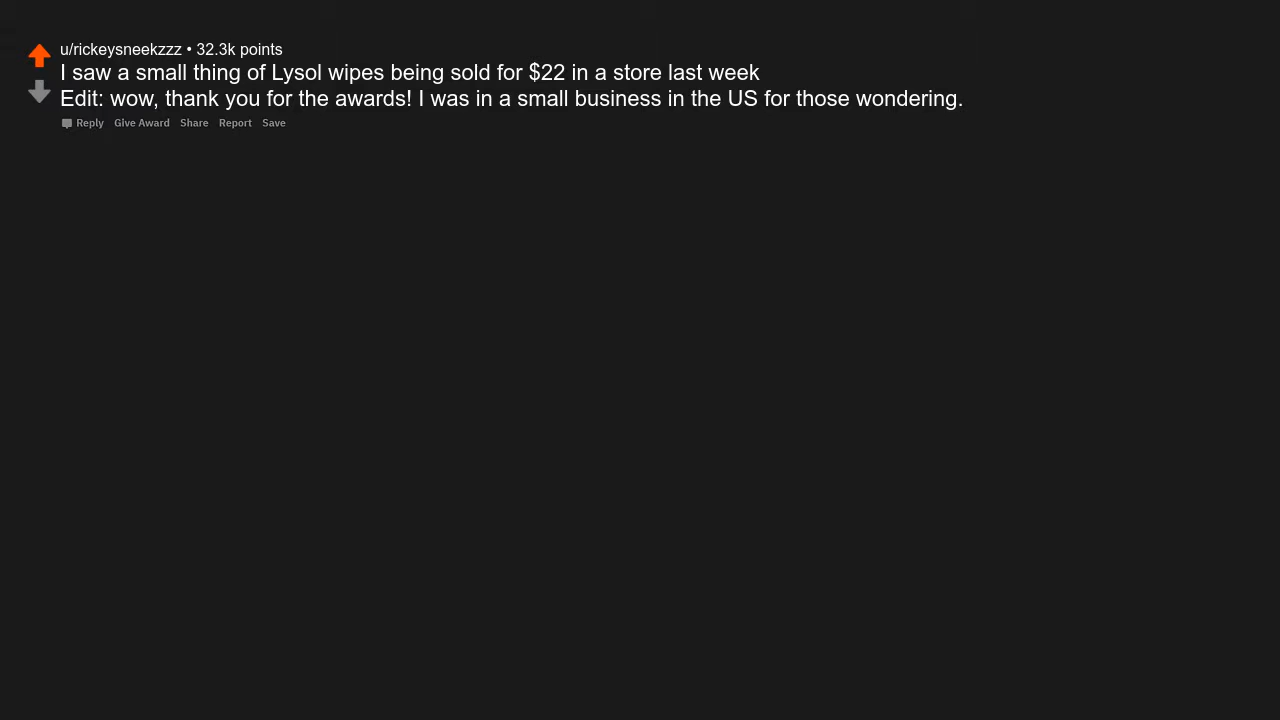 u/rickeysneekzzz • 32.3k points
I saw a small thing of Lysol wipes being sold for $22 in a store last week
Edit: wow, thank you for the awards! I was in a small business in the US for those wondering.
Reply Give Award Share Report Save